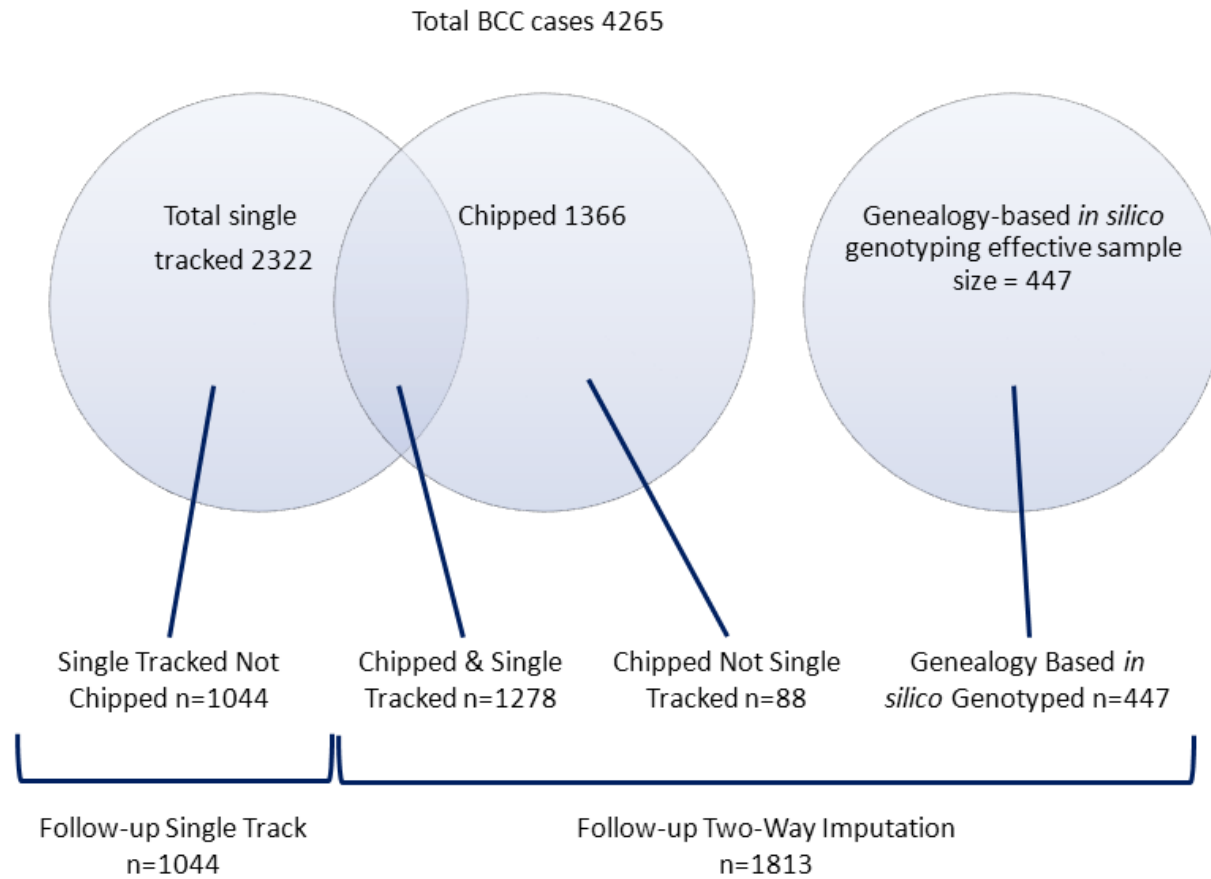 Total BCC cases 4265
Total single
tracked 2322
Chipped 1366
Genealogy-based in silico
genotyping effective sample
size = 447
Single Tracked Not
Chipped n=1044
Chipped & Single
Tracked n=1278
Chipped Not Single
Tracked n=88
Genealogy Based in
silico Genotyped n=447
Follow-up Single Track
n=1044
Follow-up Two-Way Imputation
n=1813